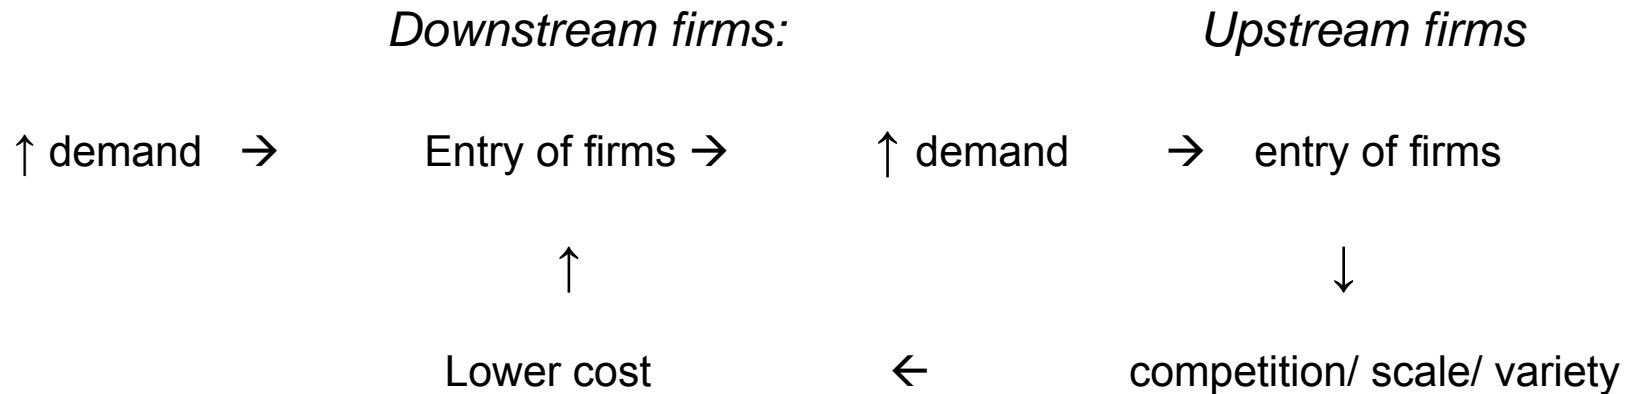 Downstream firms: Upstream firms
↑ demand → Entry of firms → ↑ demand → entry of firms
↑ ↓
Lower cost ← competition/ scale/ variety